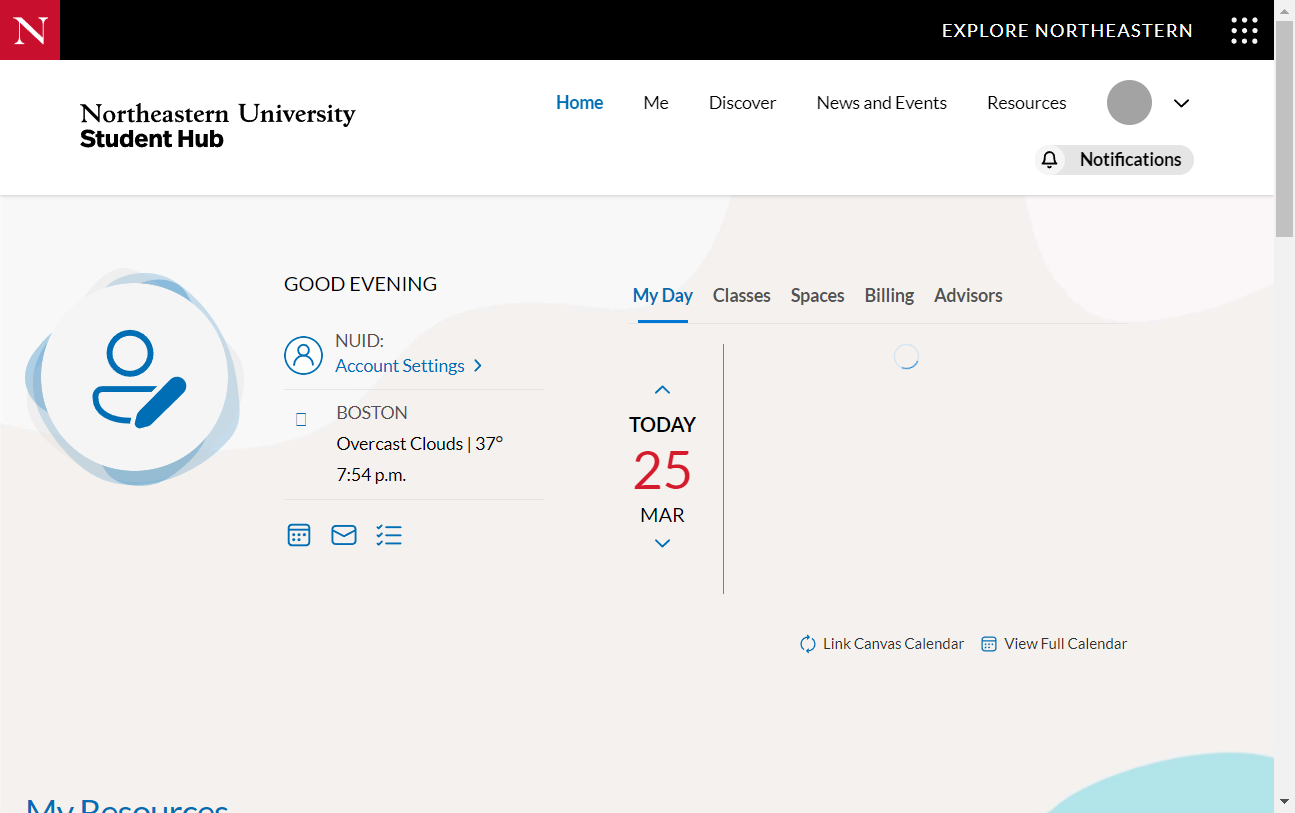 N
EXPLORE NORTHEASTERN
Northeastern University
Student Hub
Home Me Discover News and Events Resources
Notifications
GOOD EVENING
NUID:
Account Settings
BOSTON
Overcast Clouds | 37°
7:54 p.m.
My Day Classes Spaces Billing Advisors
TODAY
25
MAR
Link Canvas Calendar View Full Calendar
My Resources